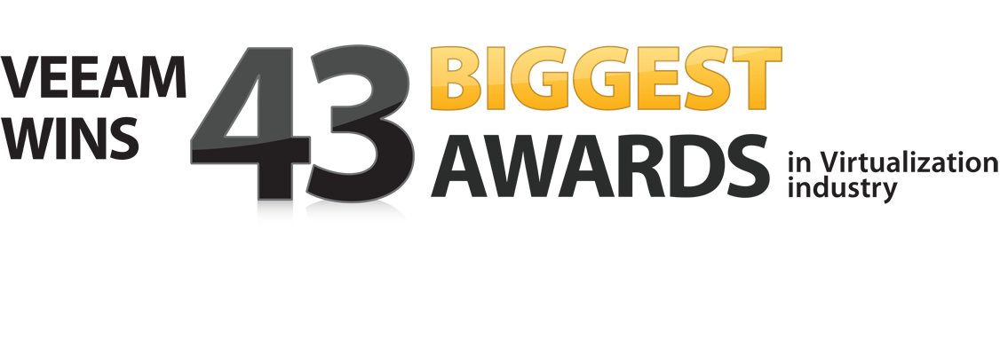 VEEAM
WINS
43
BIGGEST
AWARDS
in Virtualization
industry